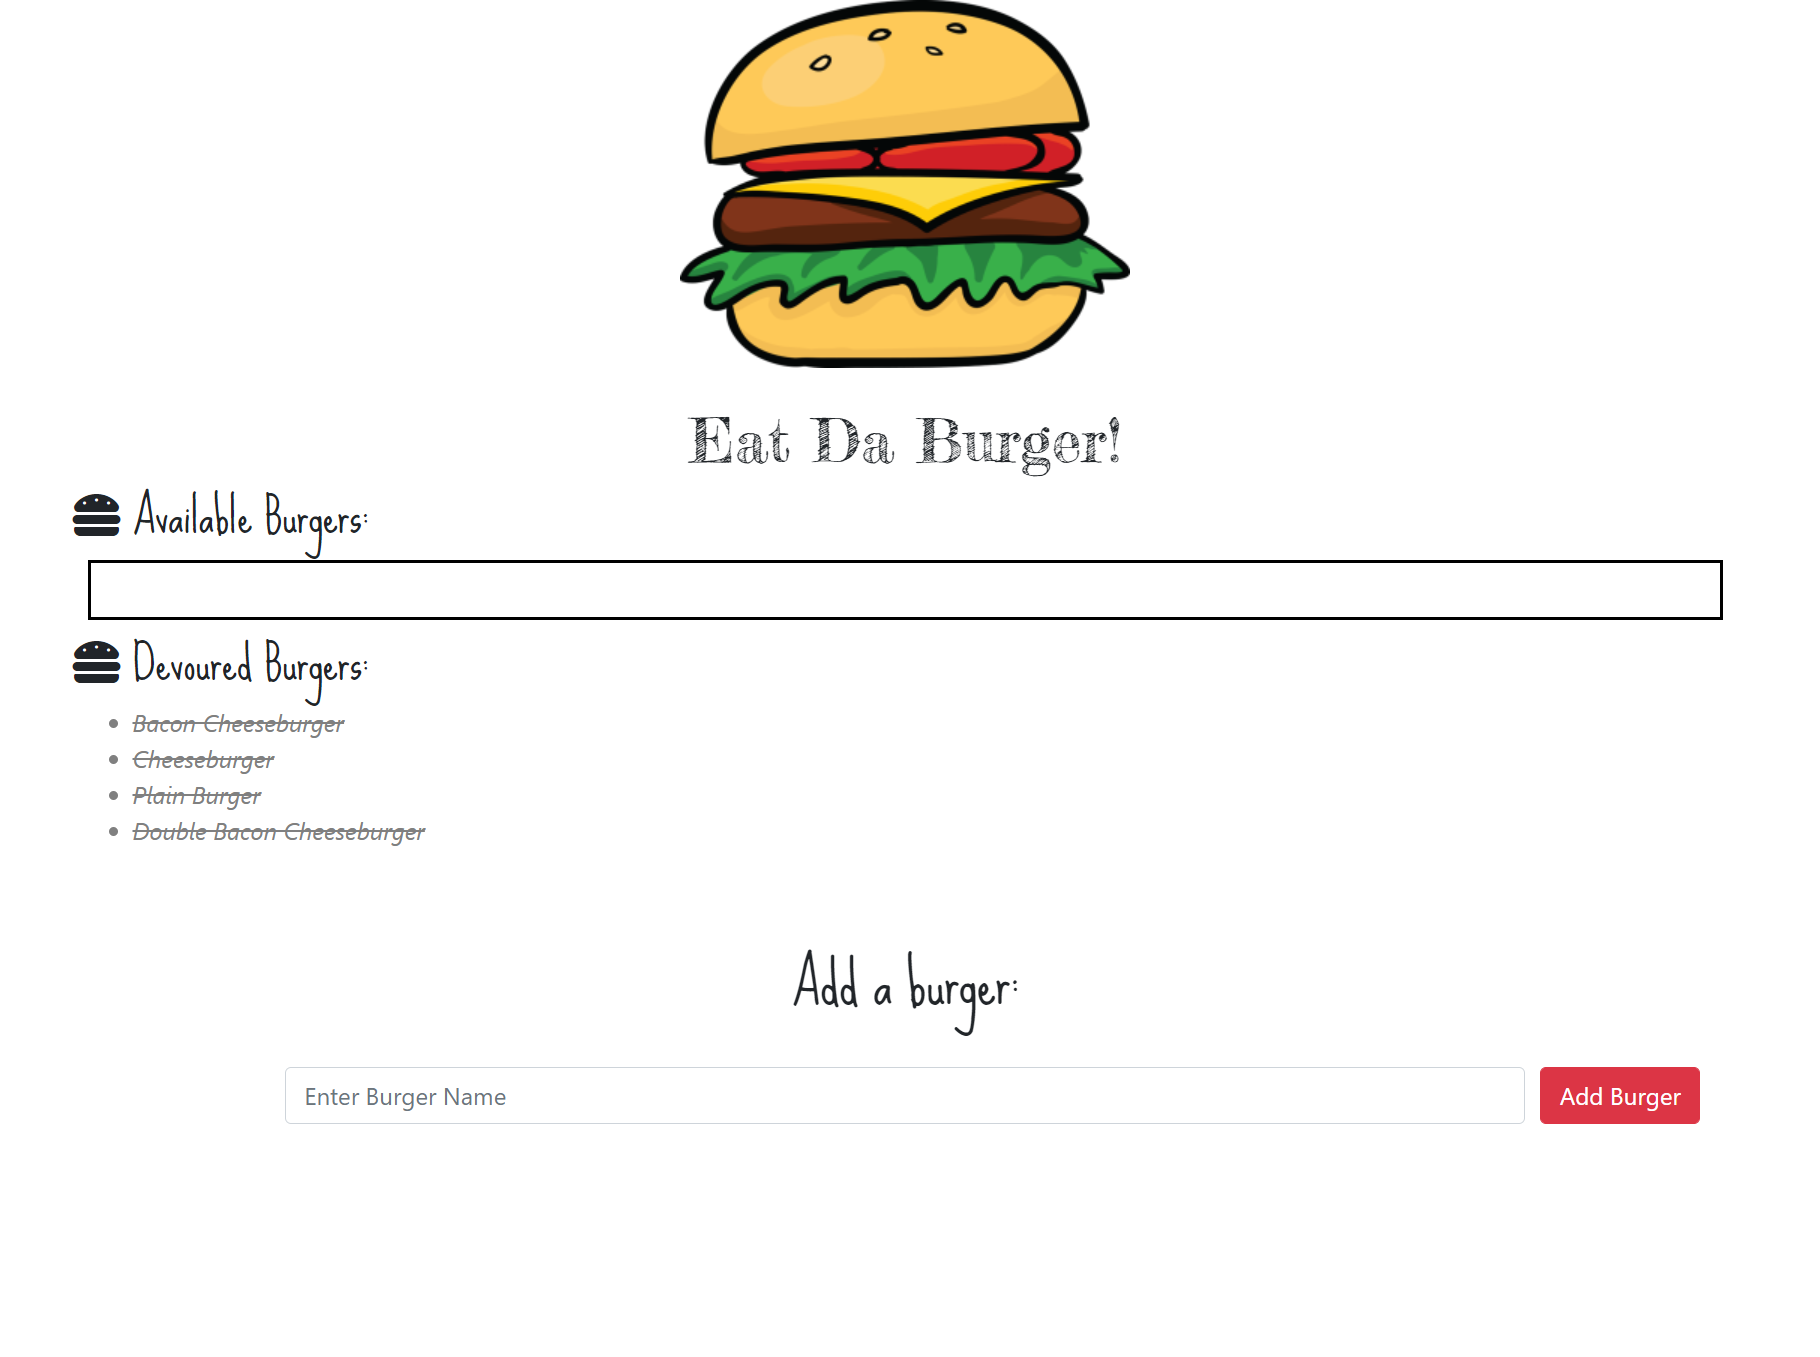 Eat Da Burger!
Available Burgers:
Devoured Burgers:
Bacon Cheeseburger
Cheeseburger
Plain Burger
Double Bacon Cheeseburger
Add a burger:
Enter Burger Name
Add Burger